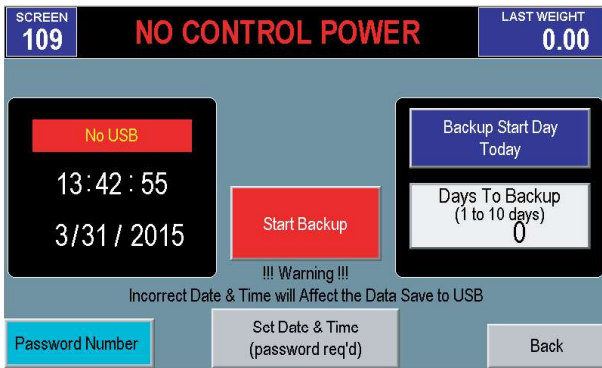 SCREEN
109
NO CONTROL POWER
LAST WEIGHT
0.00
No USB
13:42:55
3/31/2015
Start Backup
Backup Start Day
Today
Days To Backup
(1 to 10 days)
0
!!! Warning !!!
Incorrect Date & Time will Affect the Data Save to USB
Password Number
Set Date & Time
(password req'd)
Back